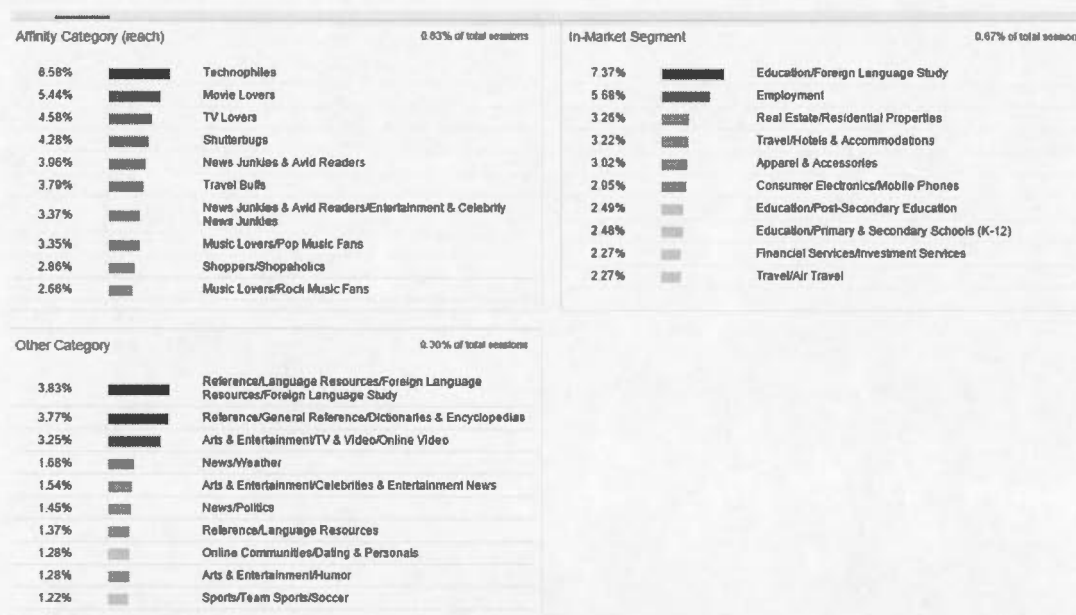 Affinity Category (reach)
0.63% of total sessions
6.58% Technophiles
5.44% Movie Lovers
4.58% TV Lovers
4.28% Shutterbugs
3.96% News Junkies & Avid Readers
3.79% Travel Buffs
3.37% News Junkies & Avid Readers/Entertainment & Celebrity
News Junkies
3.35% Music Lovers/Pop Music Fans
2.86% Shoppers/Shopaholics
2.66% Music Lovers/Rock Music Fans
In-Market Segment
0.67% of total session
7.37% Education/Foreign Language Study
5.68% Employment
3.26% Real Estate/Residential Properties
3.22% Travel/Hotels & Accommodations
3.02% Apparel & Accessories
2.95% Consumer Electronics/Mobile Phones
2.49% Education/Post-Secondary Education
2.48% Education/Primary & Secondary Schools (K-12)
2.27% Financial Services/Investment Services
2.27% Travel/Air Travel
Other Category
of total sessions
3.83% Reference/Language Resources/Foreign Language
Resources/Foreign Language Study
3.77% Reference/General Reference/Dictionaries & Encyclopedias
3.25% Arts & Entertainment/TV & Video/Online Video
1.68% News/Weather
1.54% Arts & Entertainment/Celebrities & Entertainment News
1.45% News/Politics
1.37% Reference/Language Resources
1.28% Online Communities/Dating & Personals
1.28% Arts & Entertainment/Humor
1.22% Sports/Team Sports/Soccer